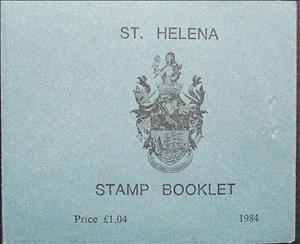 ST. HELENA
STAMP BOOKLET
Price £1.04 1984